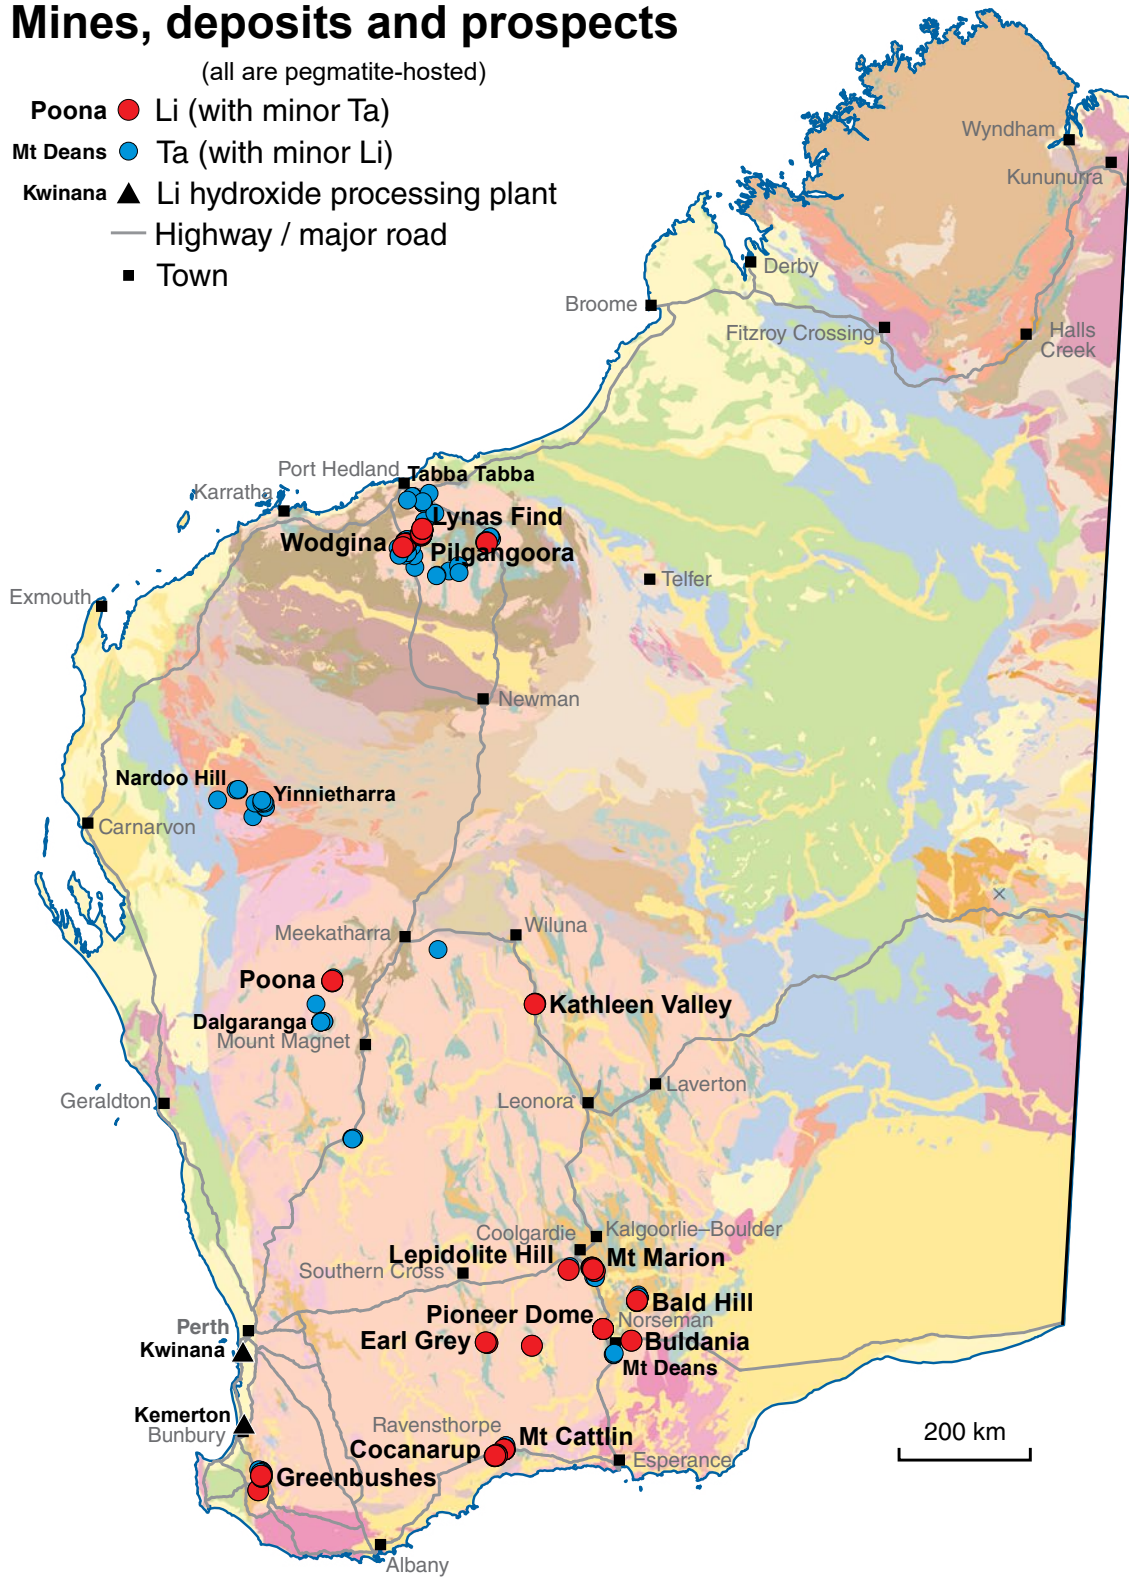 Mines, deposits and prospects
(all are pegmatite-hosted)
Poona Li (with minor Ta)
Mt Deans Ta (with minor Li)
Kwinana Li hydroxide processing plant
Highway / major road
Town
Wyndham
Kununurra
Derby
Broome
Fitzroy Crossing
Halls
Creek
Port Hedland
Tabba Tabba
Karratha
Lynas Find
Wodgina
Pilgangoora
Telfer
Exmouth
Newman
Nardoo Hill
Yinnietharra
Carnarvon
Meekatharra
Wiluna
Poona
Kathleen Valley
Dalgaranga
Mount Magnet
Laverton
Geraldton
Leonora
Coolgardie
Kalgoorlie–Boulder
Lepidolite Hill
Mt Marion
Southern Cross
Bald Hill
Pioneer Dome
Norseman
Perth
Earl Grey
Buldania
Kwinana
Mt Deans
Kemerton
Bunbury
Ravensthorpe
Mt Cattlin
200 km
Cocanarup
Esperance
Greenbushes
Albany